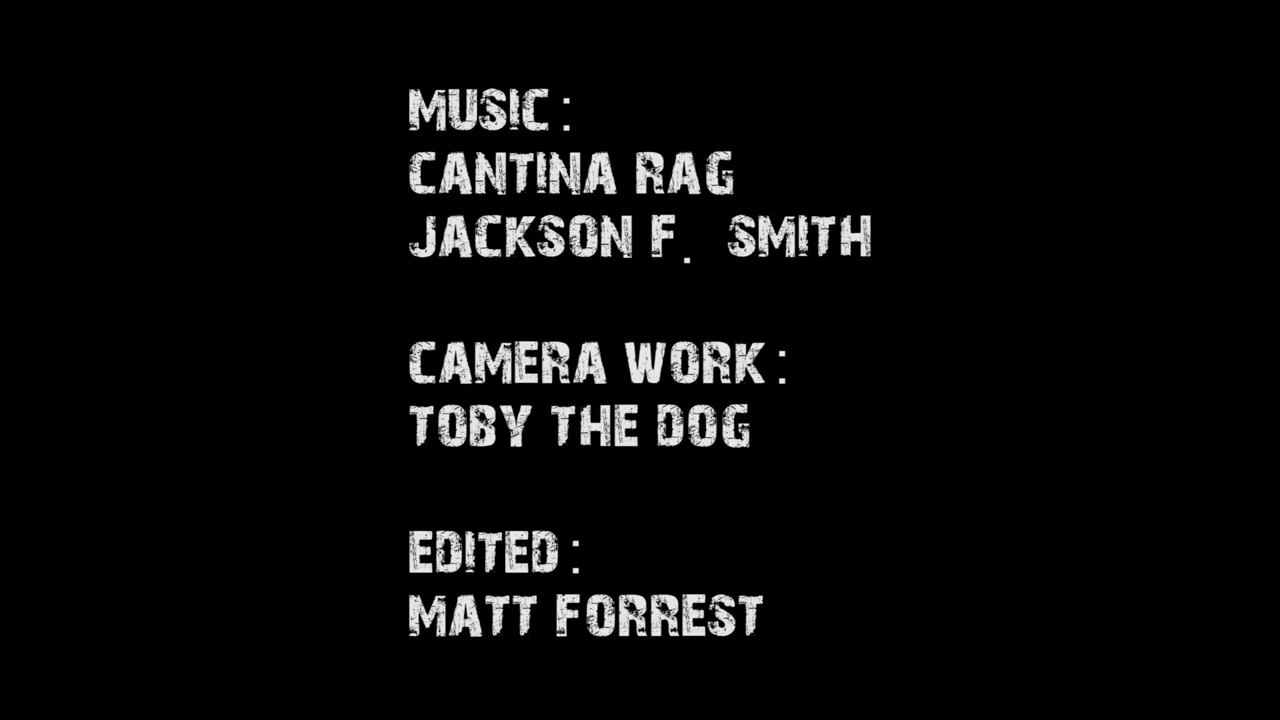 MUSIC:
CANTINA RAG
JACKSON F. SMITH
CAMERA WORK:
TOBY THE DOG
EDITED:
MATT FORREST